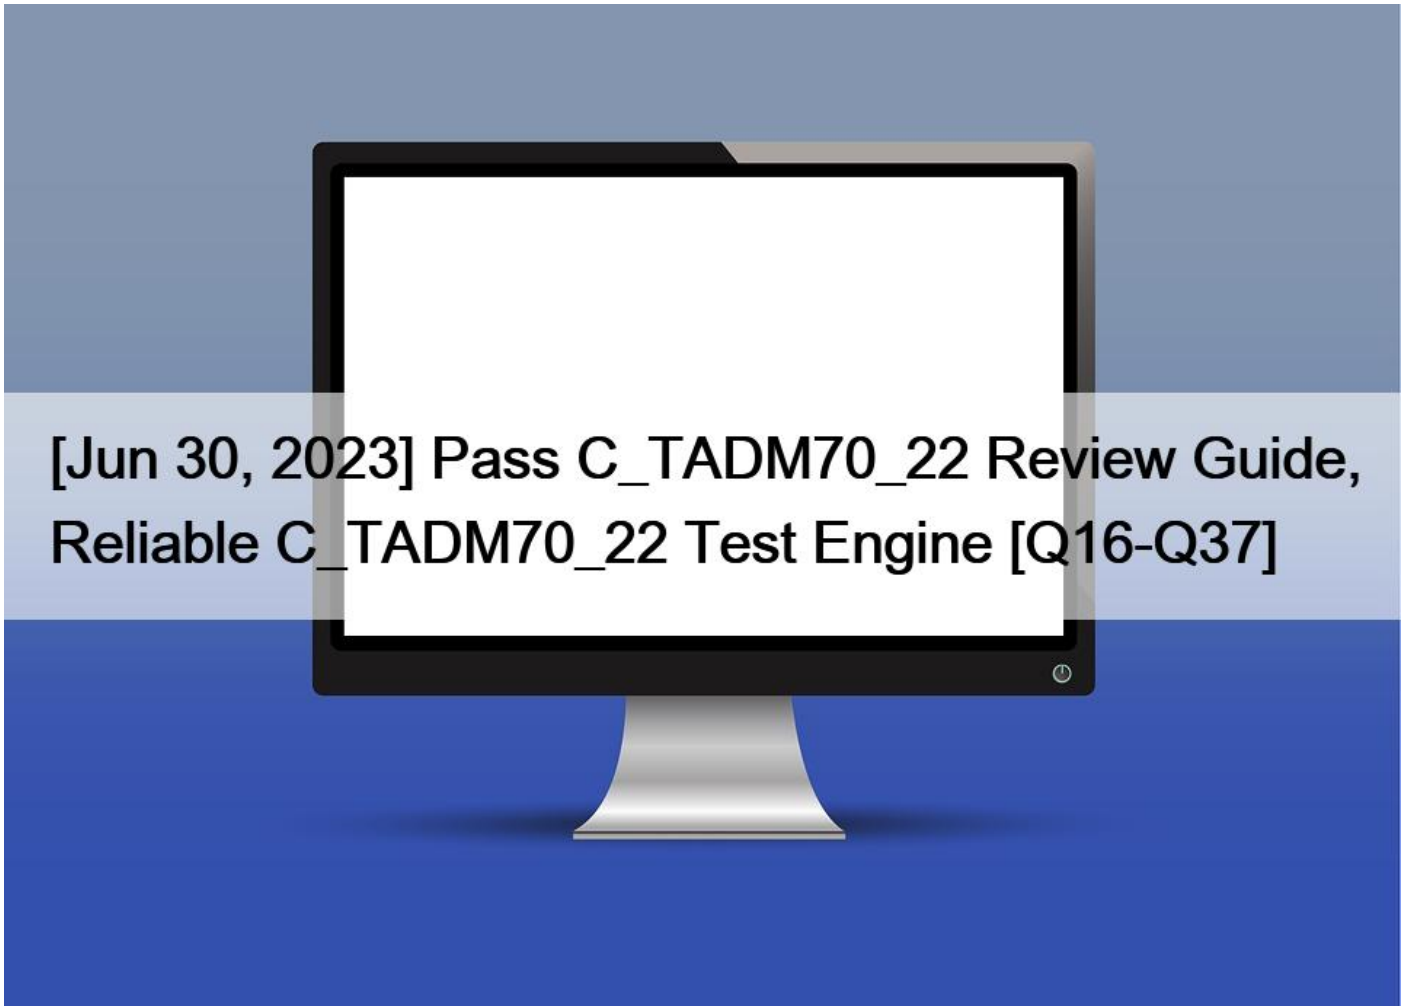 [Jun 30, 2023] Pass C_TADM70_22 Review Guide,
Reliable C_TADM70_22 Test Engine [Q16-Q37]